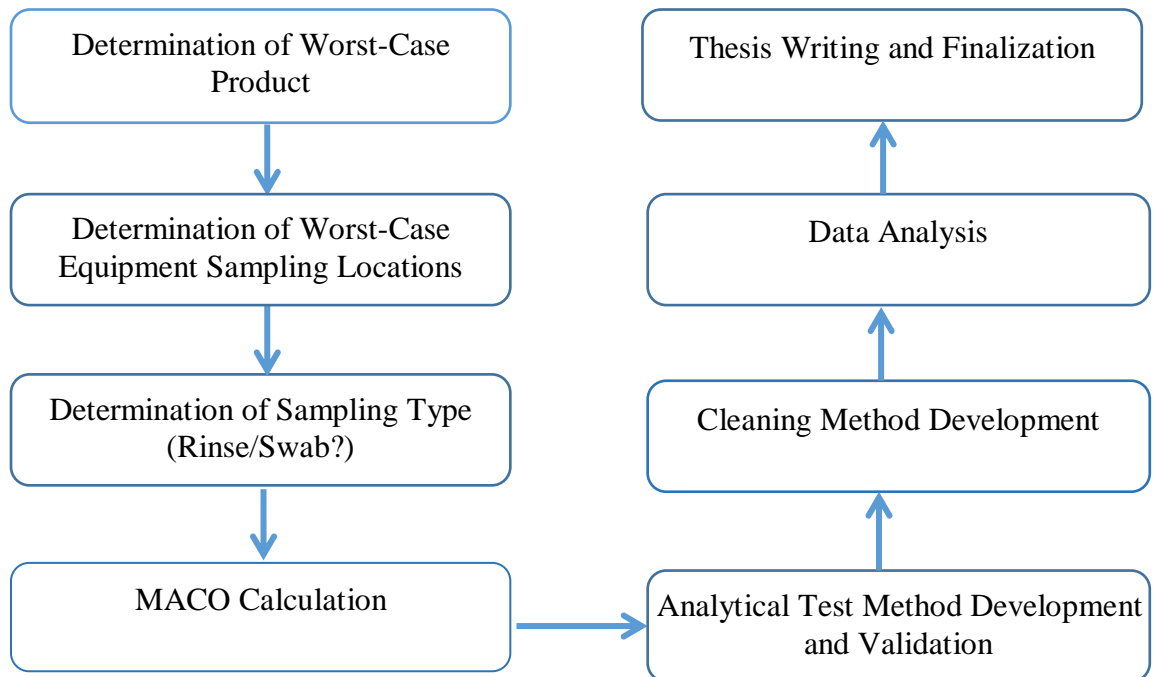 Determination of Worst-Case
Product
Determination of Worst-Case
Equipment Sampling Locations
Determination of Sampling Type
(Rinse/Swab?)
MACO Calculation
Analytical Test Method Development
and Validation
Cleaning Method Development
Data Analysis
Thesis Writing and Finalization